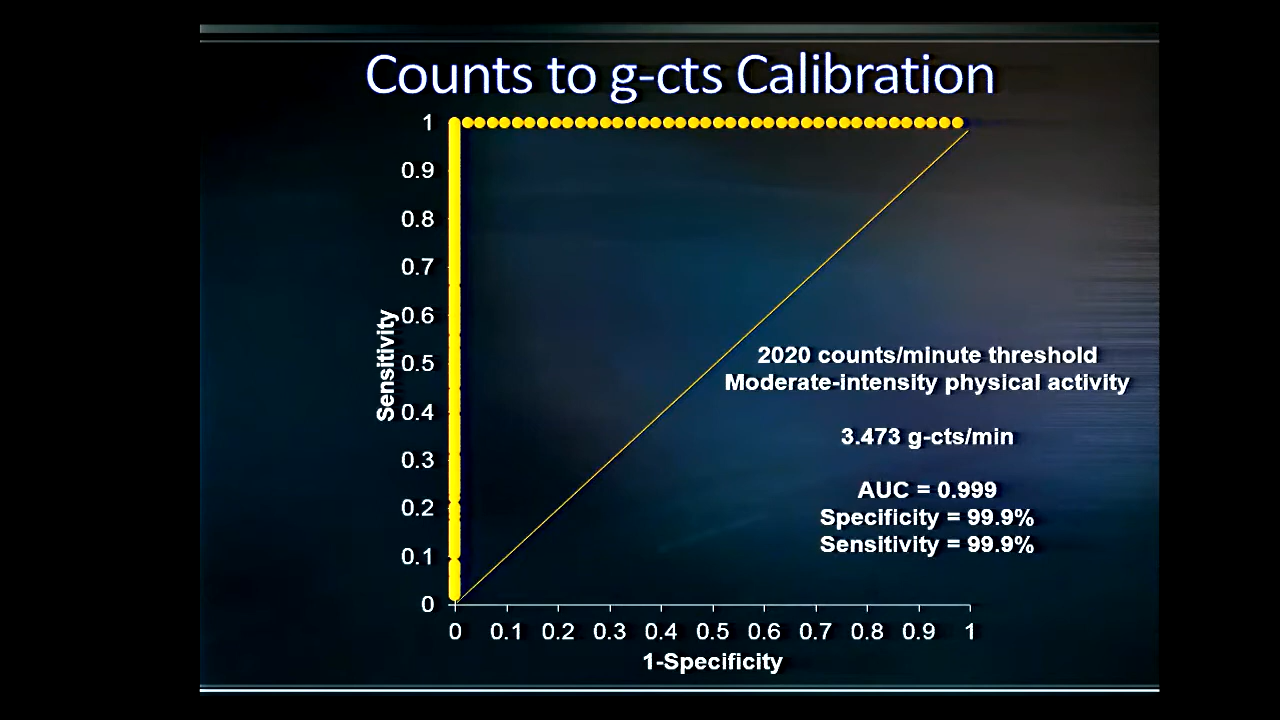 Counts to g-cts Calibration
1
0.9
0.8
0.7
0.6
0.5
0.4
0.3
0.2
0.1
0
Sensitivity
2020 counts/minute threshold
Moderate-intensity physical activity
3.473 g-cts/min
AUC = 0.999
Specificity = 99.9%
Sensitivity = 99.9%
0 0.1 0.2 0.3 0.4 0.5 0.6 0.7 0.8 0.9 1
1-Specificity